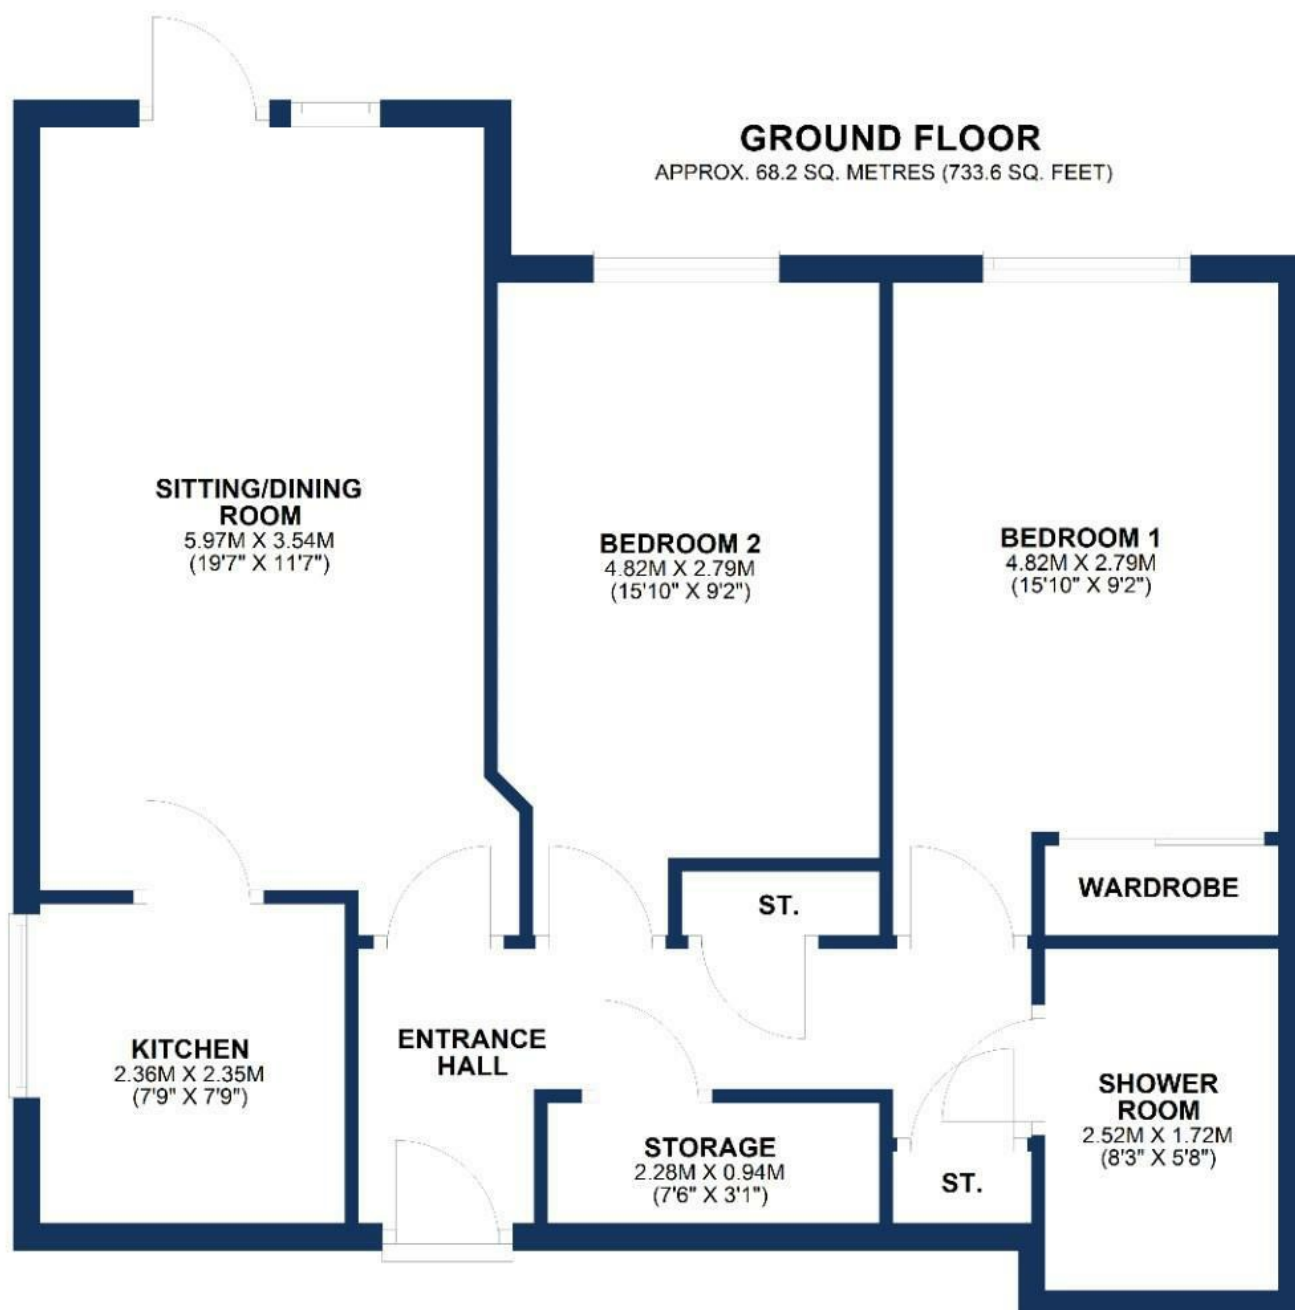 GROUND FLOOR
APPROX. 68.2 SQ. METRES (733.6 SQ. FEET)
SITTING/DINING
ROOM
5.97M X 3.54M
(19'7" X 11'7")
BEDROOM 2
4.82M X 2.79M
(15'10" X 9'2")
BEDROOM 1
4.82M X 2.79M
(15'10" X 9'2")
WARDROBE
ST.
KITCHEN
2.36M X 2.35M
(7'9" X 7'9")
ENTRANCE
HALL
STORAGE
2.28M X 0.94M
(7'6" X 3'1")
ST.
SHOWER
ROOM
2.52M X 1.72M
(8'3" X 5'8")